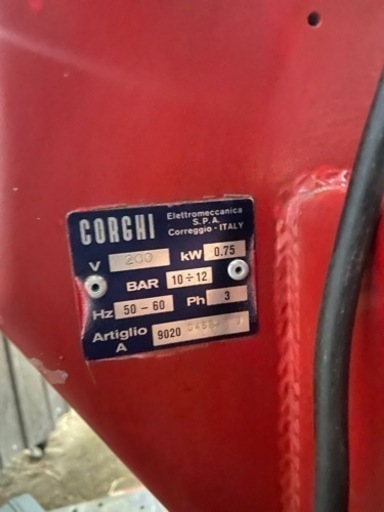 CORGHI
Elettromeccanica
S.P.A.
Correggio - ITALY
V 200 kW 0.75
BAR 10÷12
Hz 50 - 60 Ph 3
Artiglio 9020
A